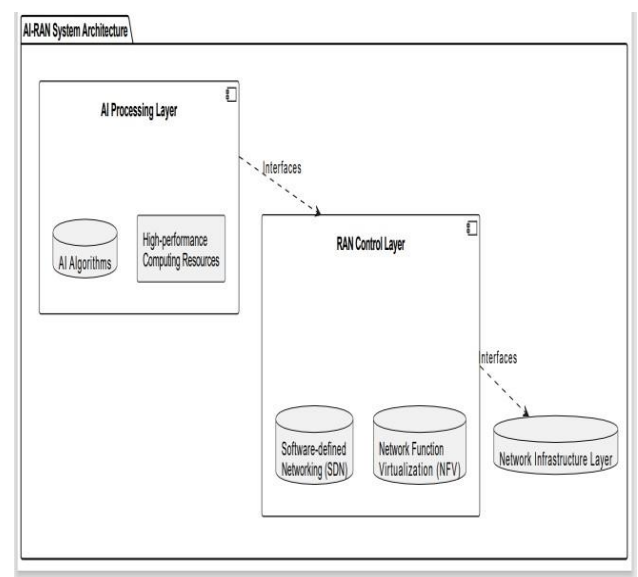 AI-RAN System Architecture
AI Processing Layer
Interfaces
AI Algorithms
High-performance
Computing Resources
RAN Control Layer
Interfaces
Software-defined
Networking (SDN)
Network Function
Virtualization (NFV)
Network Infrastructure Layer